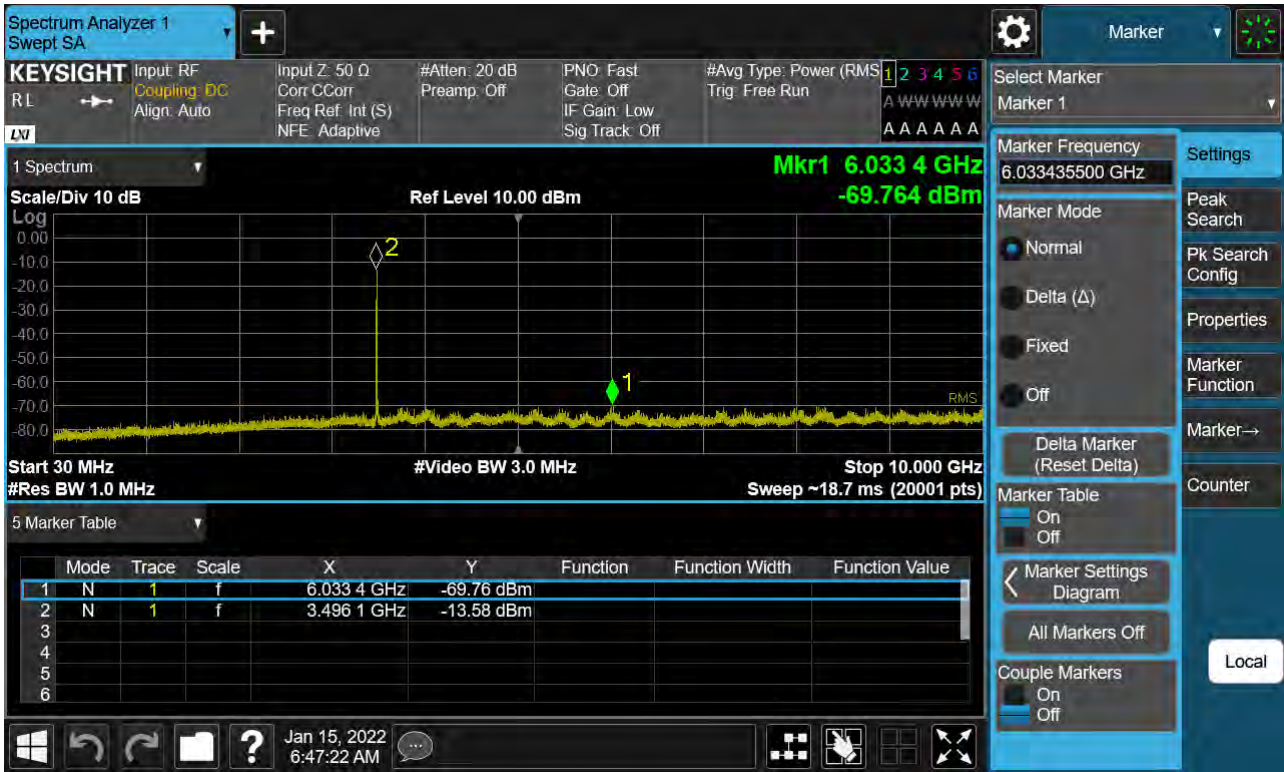 Spectrum Analyzer 1
Swept SA
+
Marker
KEYSIGHT
RL
LXI
Input: RF
Coupling: DC
Align: Auto
Input Z: 50 Ω
Corr CCorr
Freq Ref: Int (S)
NFE: Adaptive
#Atten: 20 dB
Preamp: Off
PNO: Fast
Gate: Off
IF Gain: Low
Sig Track: Off
#Avg Type: Power (RMS
Trig: Free Run
1 2 3 4 5 6
A W W W W W
A A A A A A
Select Marker
Marker 1
1 Spectrum
Scale/Div 10 dB
Ref Level 10.00 dBm
Mkr1 6.033 4 GHz
-69.764 dBm
Log
0.00
-10.0
-20.0
-30.0
-40.0
-50.0
-60.0
-70.0
-80.0
2
1
RMS
Start 30 MHz
#Video BW 3.0 MHz
Stop 10.000 GHz
#Res BW 1.0 MHz
Sweep ~18.7 ms (20001 pts)
5 Marker Table
Mode Trace Scale X Y Function Function Width Function Value
1 N 1 f 6.033 4 GHz -69.76 dBm
2 N 1 f 3.496 1 GHz -13.58 dBm
3
4
5
6
Marker Frequency
6.033435500 GHz
Marker Mode
Normal
Delta (Δ)
Fixed
Off
Delta Marker
(Reset Delta)
Marker Table
On
Off
Marker Settings
Diagram
All Markers Off
Couple Markers
On
Off
Settings
Peak
Search
Pk Search
Config
Properties
Marker
Function
Marker→
Counter
Local
?
Jan 15, 2022
6:47:22 AM